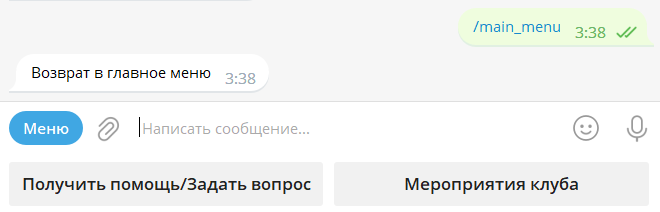 /main_menu 3:38
Возврат в главное меню 3:38
Меню Написать сообщение...
Получить помощь/Задать вопрос Мероприятия клуба